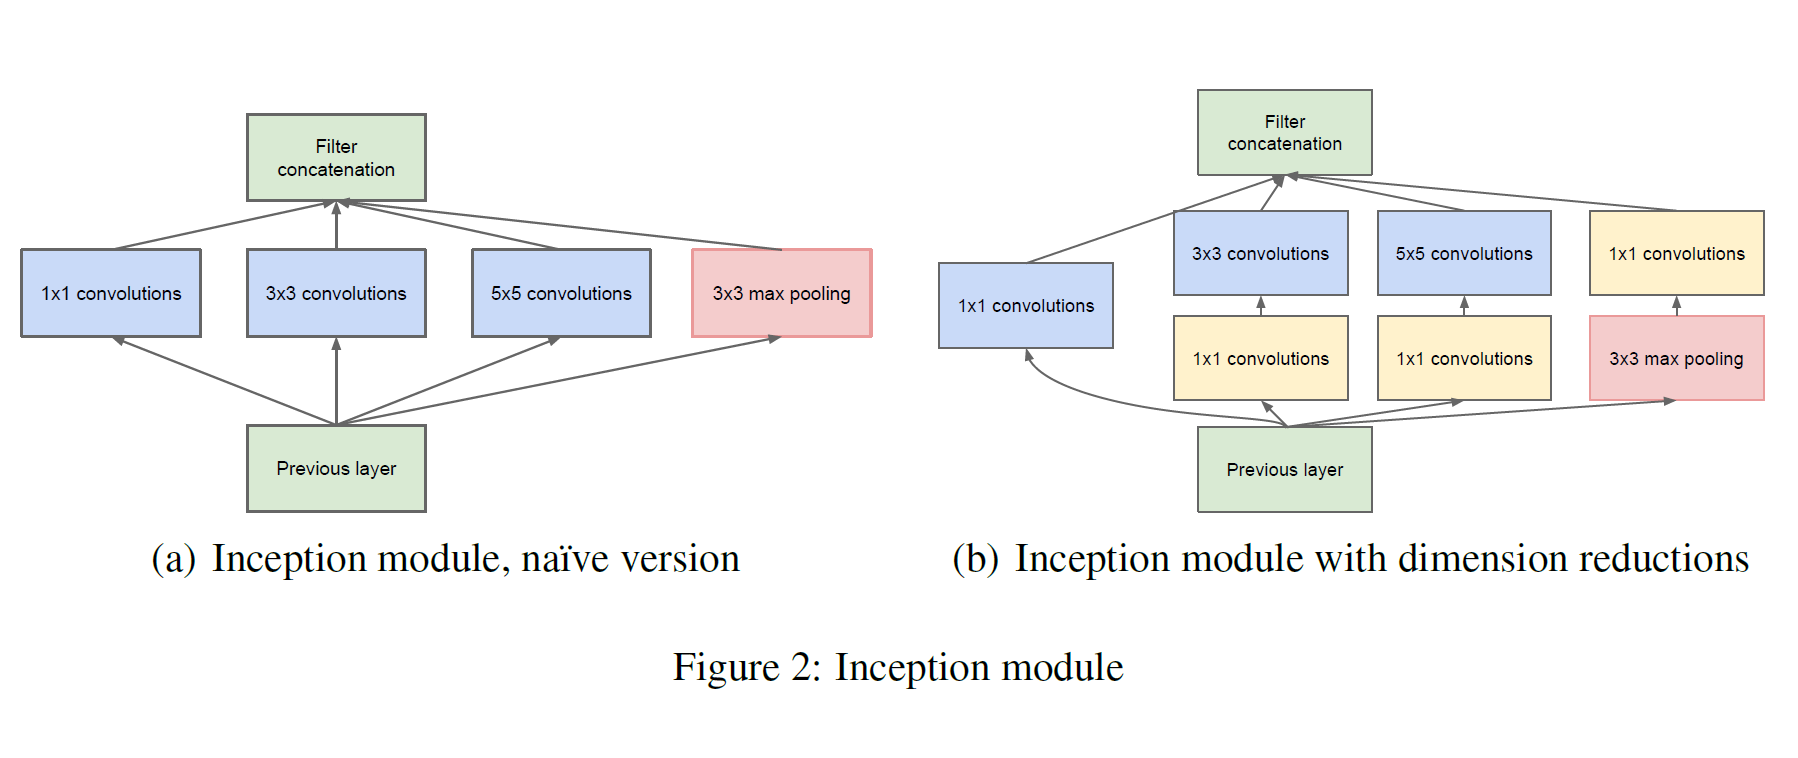 Filter
concatenation
1x1 convolutions
3x3 convolutions
5x5 convolutions
3x3 max pooling
Previous layer
(a) Inception module, naïve version
Filter
concatenation
3x3 convolutions
5x5 convolutions
1x1 convolutions
1x1 convolutions
1x1 convolutions
1x1 convolutions
3x3 max pooling
Previous layer
(b) Inception module with dimension reductions
Figure 2: Inception module